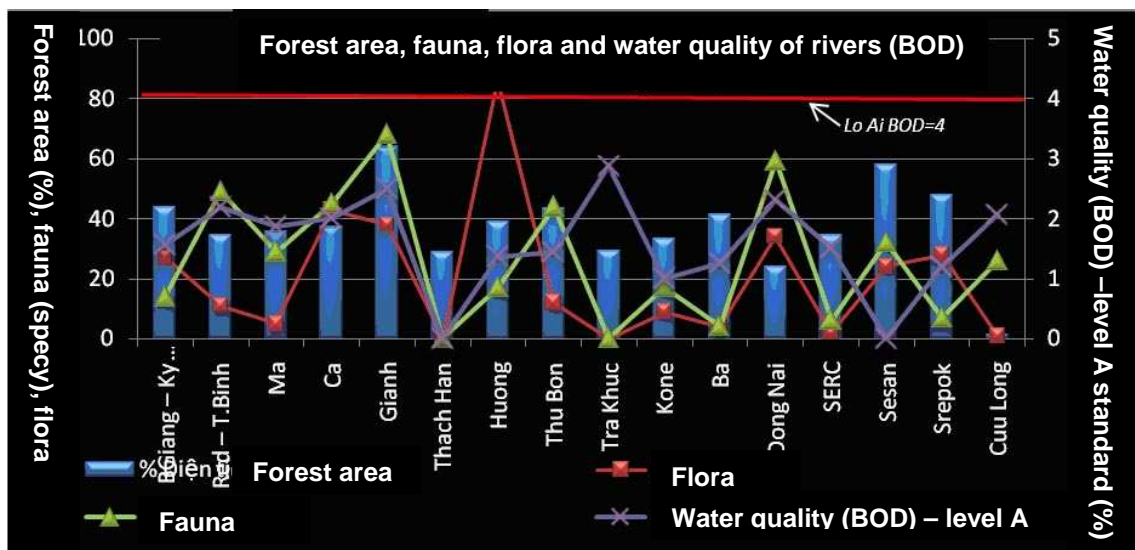 Forest area, fauna, flora and water quality of rivers (BOD)
Forest area (%), fauna (specy), flora
100
80
60
40
20
0
Water quality (BOD) –level A standard (%)
5
4
3
2
1
0
Lo Ai BOD=4
B.Giang – Ky ...
Red – T.Binh
Ma
Ca
Gianh
Thach Han
Huong
Thu Bon
Tra Khuc
Kone
Ba
Dong Nai
SERC
Sesan
Srepok
Cuu Long
Forest area
Flora
Fauna
Water quality (BOD) – level A